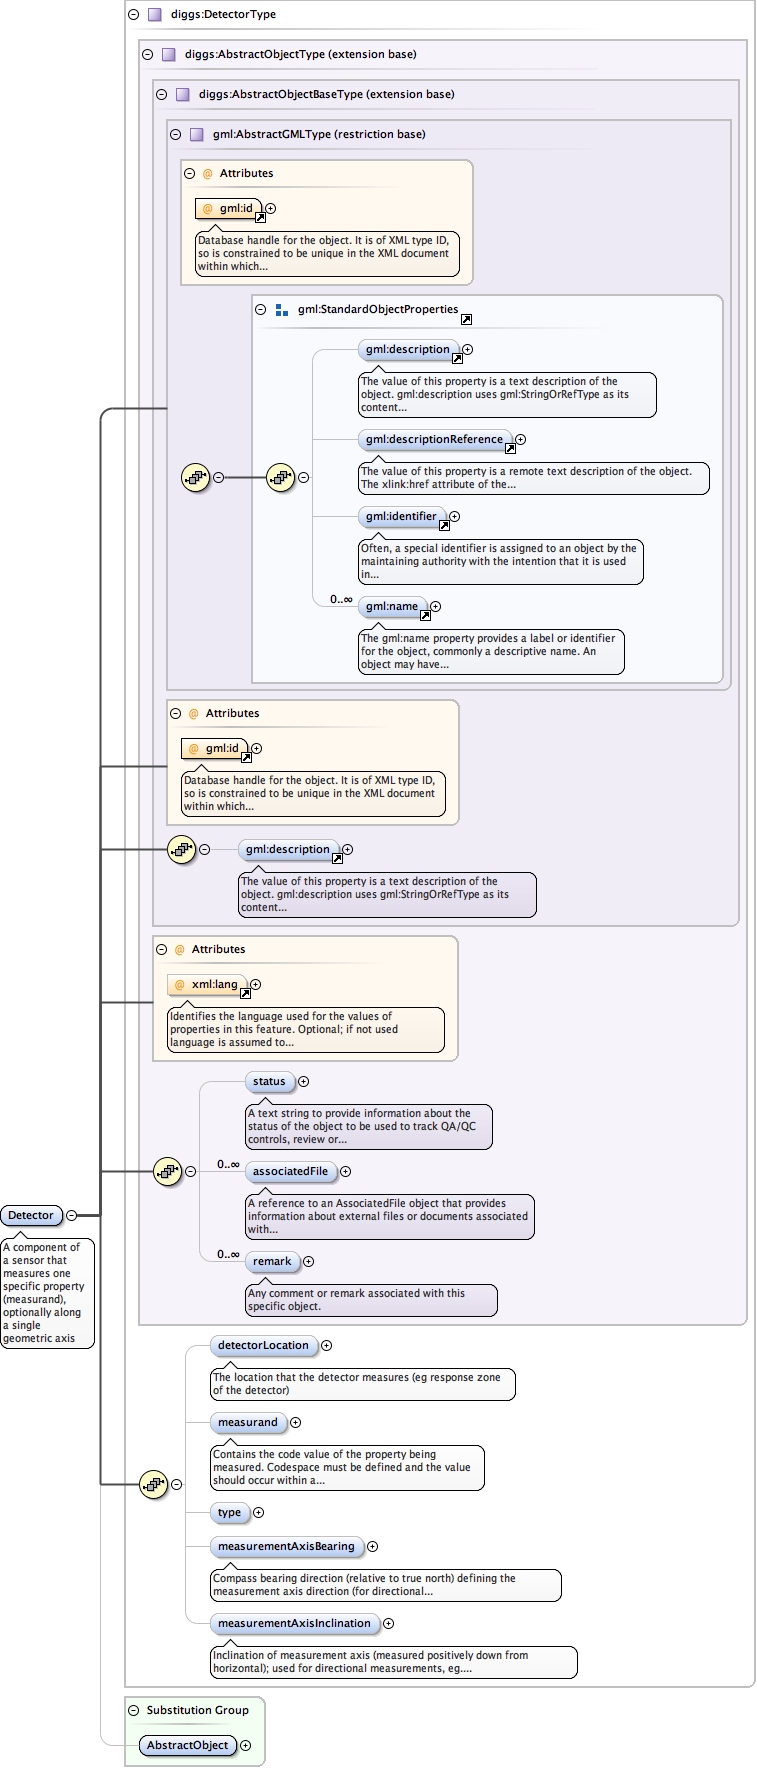 diggs:DetectorType
diggs:AbstractObjectType (extension base)
diggs:AbstractObjectBaseType (extension base)
gml:AbstractGMLType (restriction base)
@ Attributes
@ gml:id
Database handle for the object. It is of XML type ID,
so is constrained to be unique in the XML document
within which...
gml:StandardObjectProperties
gml:description
The value of this property is a text description of the
object. gml:description uses gml:StringOrRefType as its
content...
gml:descriptionReference
The value of this property is a remote text description of the object.
The xlink:href attribute of the...
gml:identifier
Often, a special identifier is assigned to an object by the
maintaining authority with the intention that it is used
in...
0..∞
gml:name
The gml:name property provides a label or identifier
for the object, commonly a descriptive name. An
object may have...
@ Attributes
@ gml:id
Database handle for the object. It is of XML type ID,
so is constrained to be unique in the XML document
within which...
gml:description
The value of this property is a text description of the
object. gml:description uses gml:StringOrRefType as its
content...
@ Attributes
@ xml:lang
Identifies the language used for the values of
properties in this feature. Optional; if not used
language is assumed to...
status
A text string to provide information about the
status of the object to be used to track QA/QC
controls, review or...
0..∞
associatedFile
A reference to an AssociatedFile object that provides
information about external files or documents associated
with...
0..∞
remark
Any comment or remark associated with this
specific object.
Detector
A component of
a sensor that
measures one
specific property
(measurand),
optionally along
a single
geometric axis
detectorLocation
The location that the detector measures (eg response zone
of the detector)
measurand
Contains the code value of the property being
measured. Codespace must be defined and the value
should occur within a...
type
measurementAxisBearing
Compass bearing direction (relative to true north) defining the
measurement axis direction (for directional...
measurementAxisInclination
Inclination of measurement axis (measured positively down from
horizontal); used for directional measurements, eg....
Substitution Group
AbstractObject